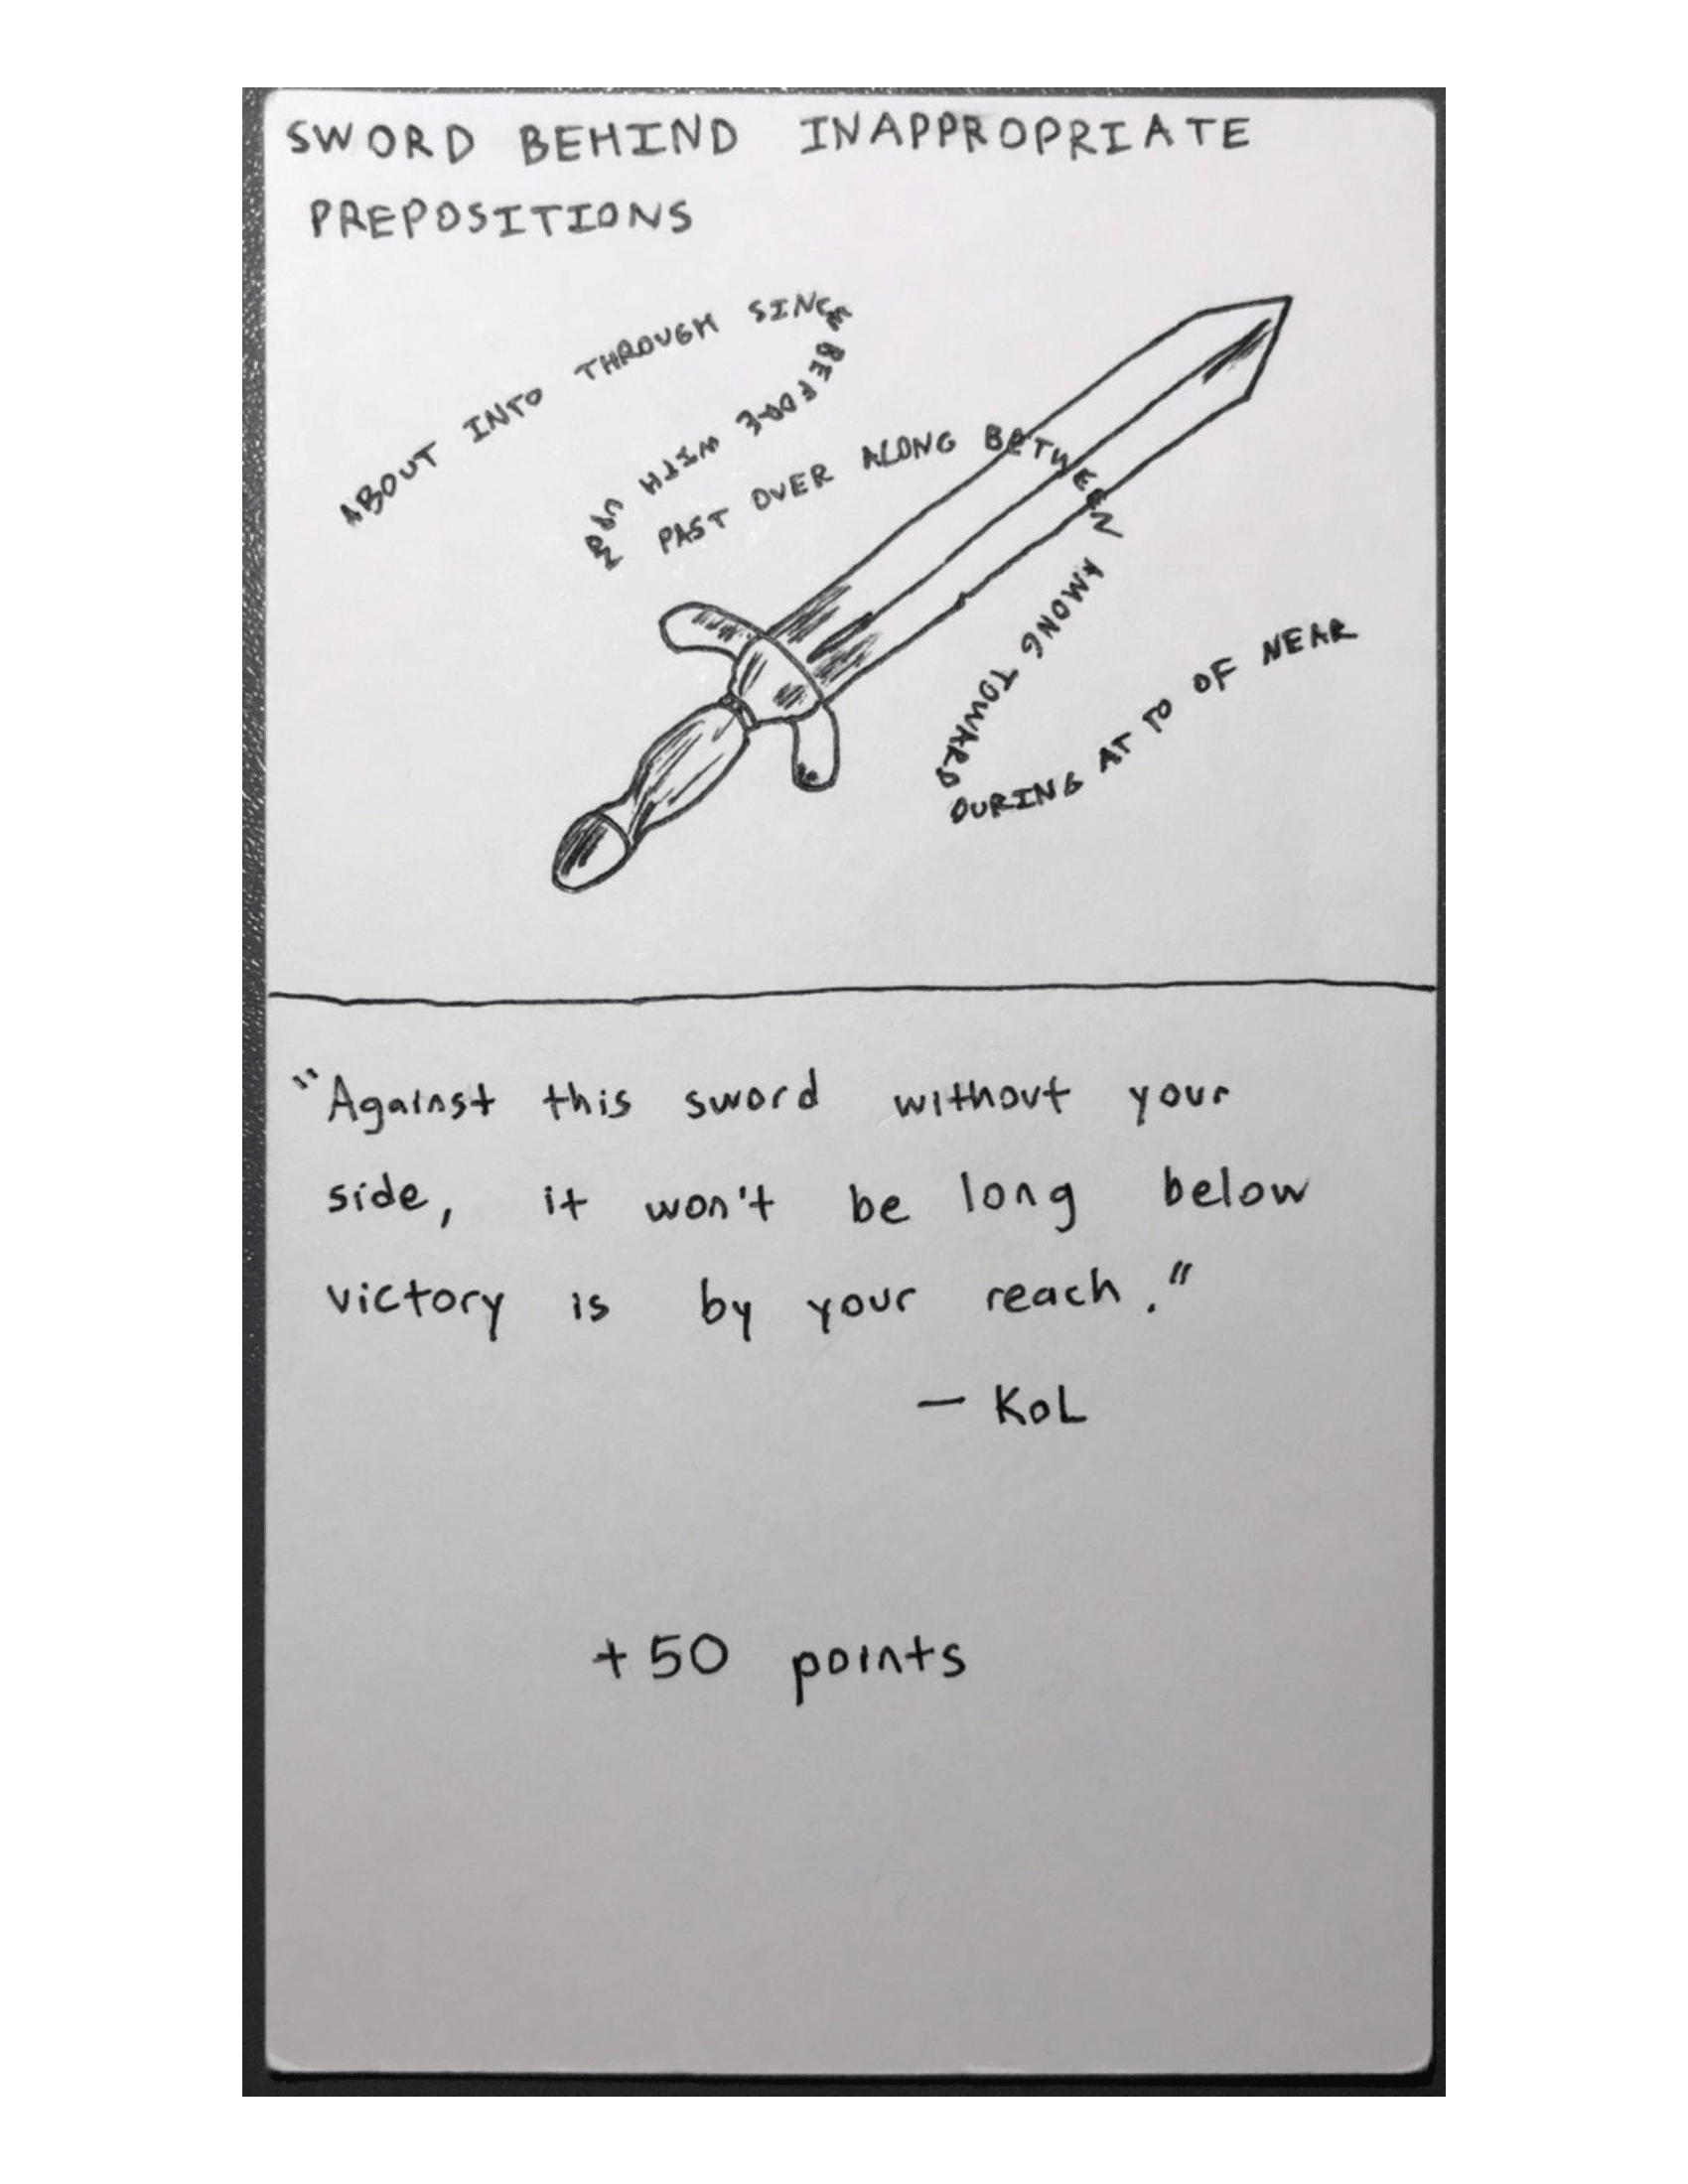 SWORD BEHIND INAPPROPRIATE
PREPOSITIONS
ABOUT INTO THROUGH SINCE
BEFORE WITH UPON
PAST OVER ALONG BETWEEN
AMONG TOWARD
DURING AT TO OF NEAR
"Against this sword without your
side, it won't be long below
victory is by your reach."
— KoL
+50 points